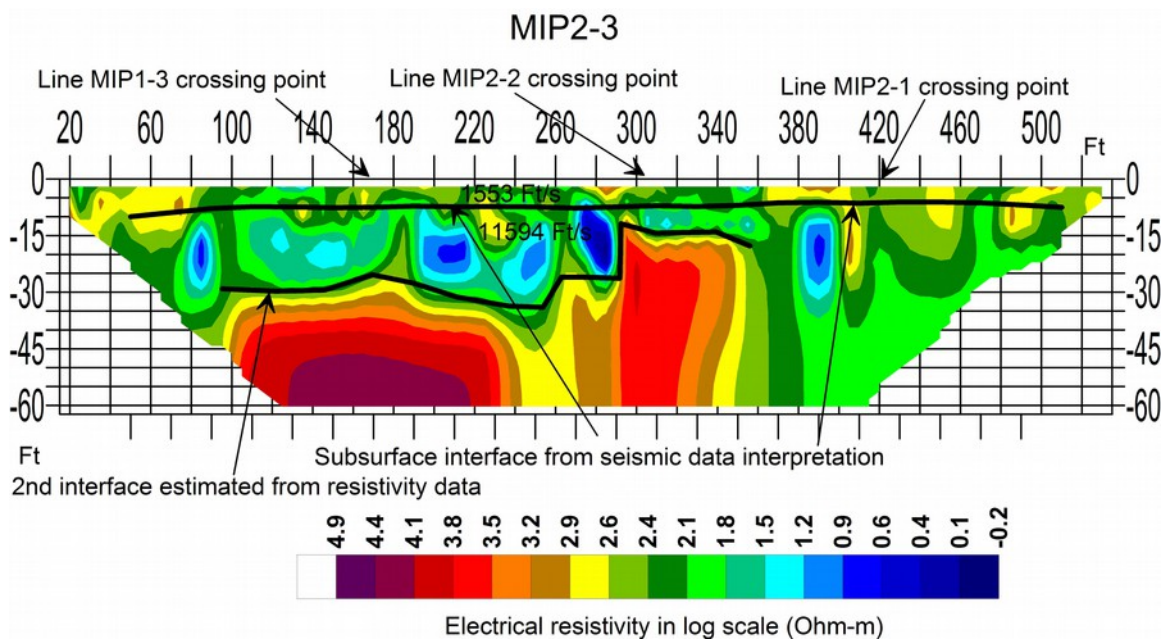 MIP2-3
Line MIP1-3 crossing point
Line MIP2-2 crossing point
Line MIP2-1 crossing point
20 60 100 140 180 220 260 300 340 380 420 460 500 Ft
0 0
1553 Ft/s
-15 11594 Ft/s -15
-30 -30
-45 -45
-60 -60
Ft
Subsurface interface from seismic data interpretation
2nd interface estimated from resistivity data
4.9 4.4 4.1 3.8 3.5 3.2 2.9 2.6 2.4 2.1 1.8 1.5 1.2 0.9 0.6 0.4 0.1 -0.2
Electrical resistivity in log scale (Ohm-m)